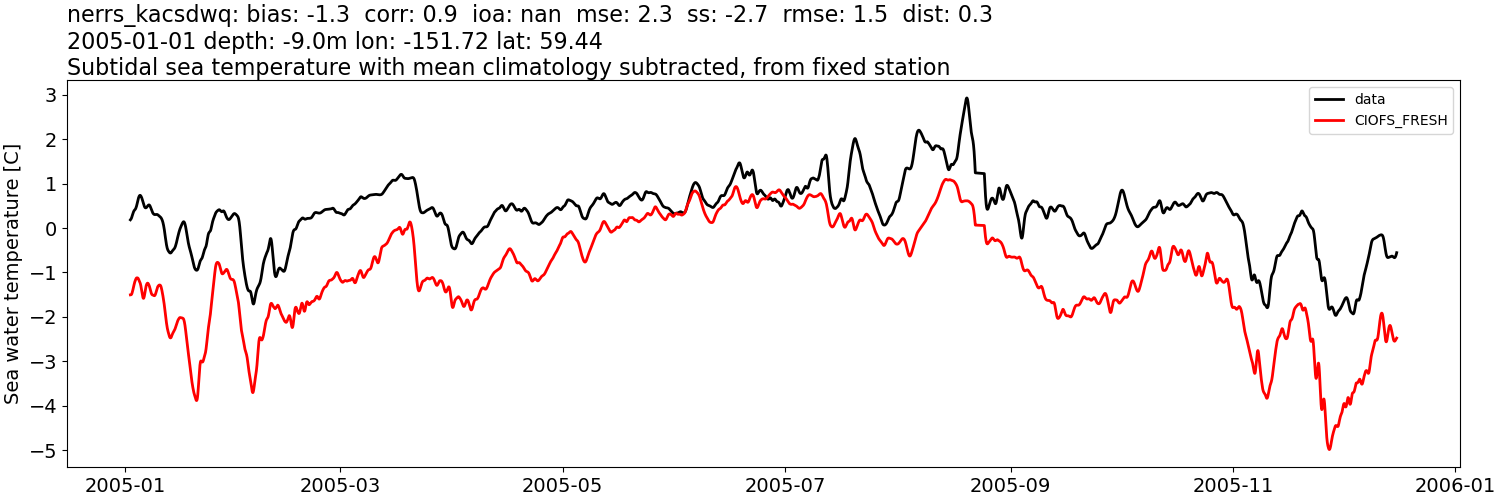 nerrs_kacsdwq: bias: -1.3  corr: 0.9  ioa: nan  mse: 2.3  ss: -2.7  rmse: 1.5  dist: 0.3
2005-01-01 depth: -9.0m lon: -151.72 lat: 59.44
Subtidal sea temperature with mean climatology subtracted, from fixed station
data
CIOFS_FRESH
Sea water temperature [C]
3
2
1
0
−1
−2
−3
−4
−5
2005-01
2005-03
2005-05
2005-07
2005-09
2005-11
2006-01